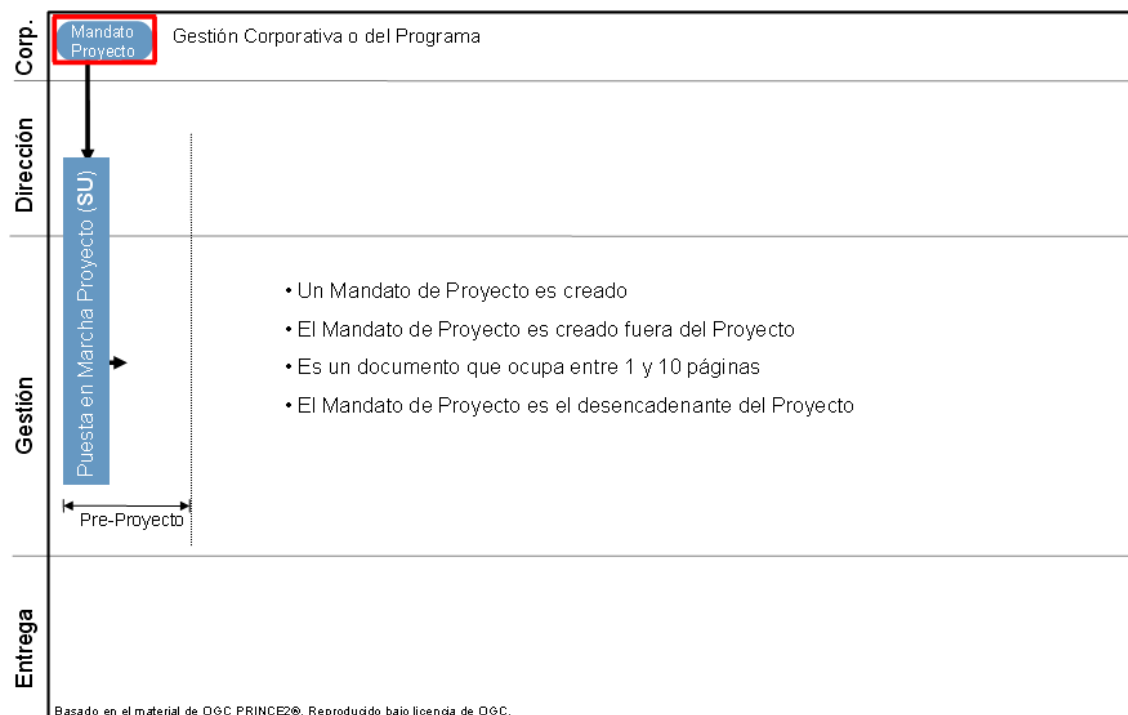 Corp.
Mandato
Proyecto
Gestión Corporativa o del Programa
Dirección
Puesta en Marcha Proyecto (SU)
Gestión
• Un Mandato de Proyecto es creado
• El Mandato de Proyecto es creado fuera del Proyecto
• Es un documento que ocupa entre 1 y 10 páginas
• El Mandato de Proyecto es el desencadenante del Proyecto
Pre-Proyecto
Entrega
Basado en el material de OGC PRINCE2®. Reproducido bajo licencia de OGC.